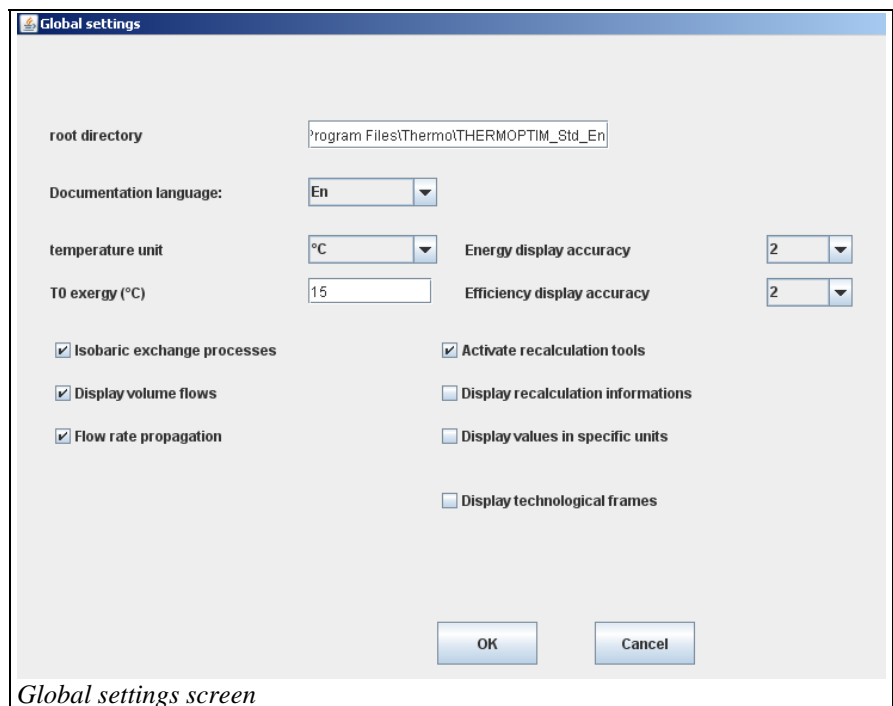 Global settings
root directory
Program Files\Thermo\THERMOPTIM_Std_En
Documentation language: En
temperature unit °C Energy display accuracy 2
T0 exergy (°C) 15 Efficiency display accuracy 2
Isobaric exchange processes Activate recalculation tools
Display volume flows Display recalculation informations
Flow rate propagation Display values in specific units
Display technological frames
OK Cancel
Global settings screen